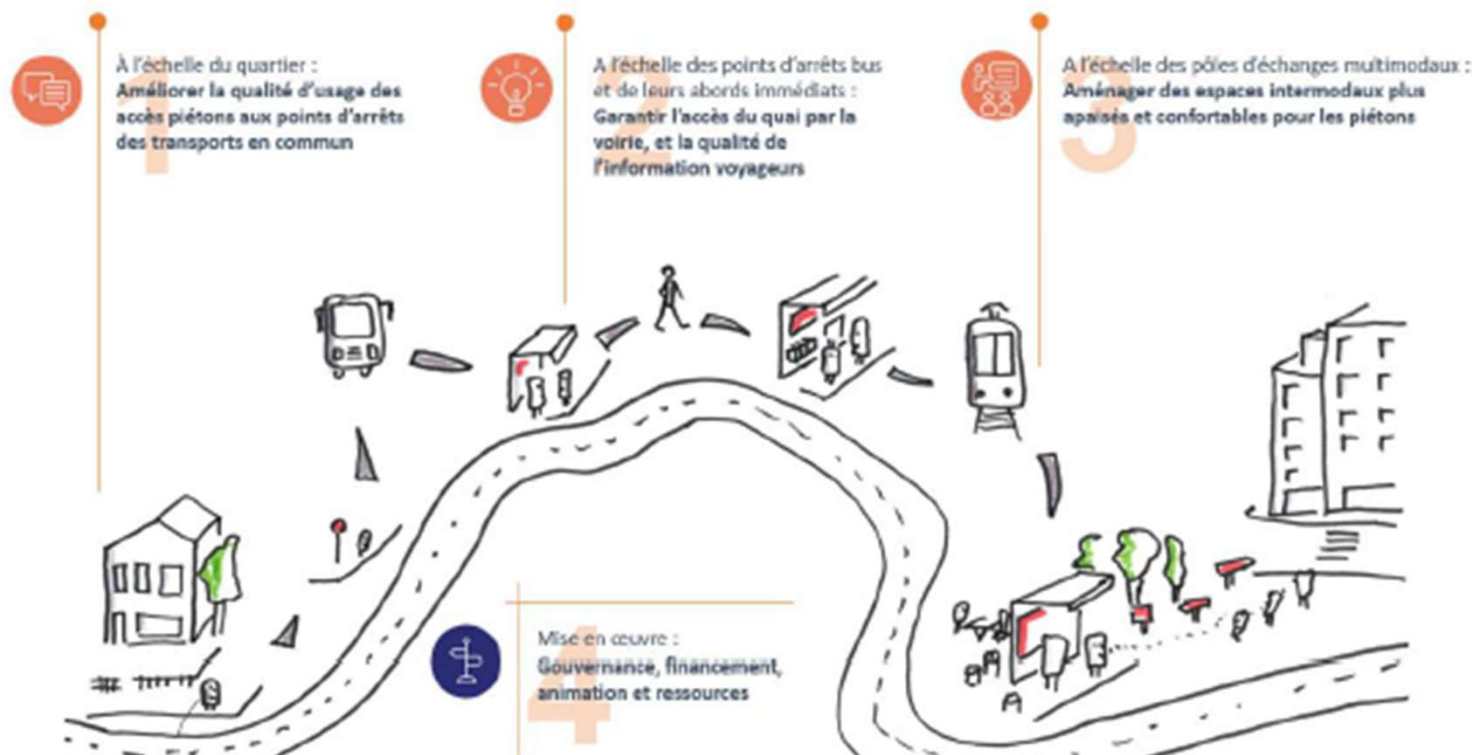 1
À l'échelle du quartier :
Améliorer la qualité d'usage des
accès piétons aux points d'arrêts
des transports en commun
2
A l'échelle des points d'arrêts bus
et de leurs abords immédiats :
Garantir l'accès du quai par la
voirie, et la qualité de
l'information voyageurs
3
A l'échelle des pôles d'échanges multimodaux :
Aménager des espaces intermodaux plus
apaisés et confortables pour les piétons
4
Mise en œuvre :
Gouvernance, financement,
animation et ressources